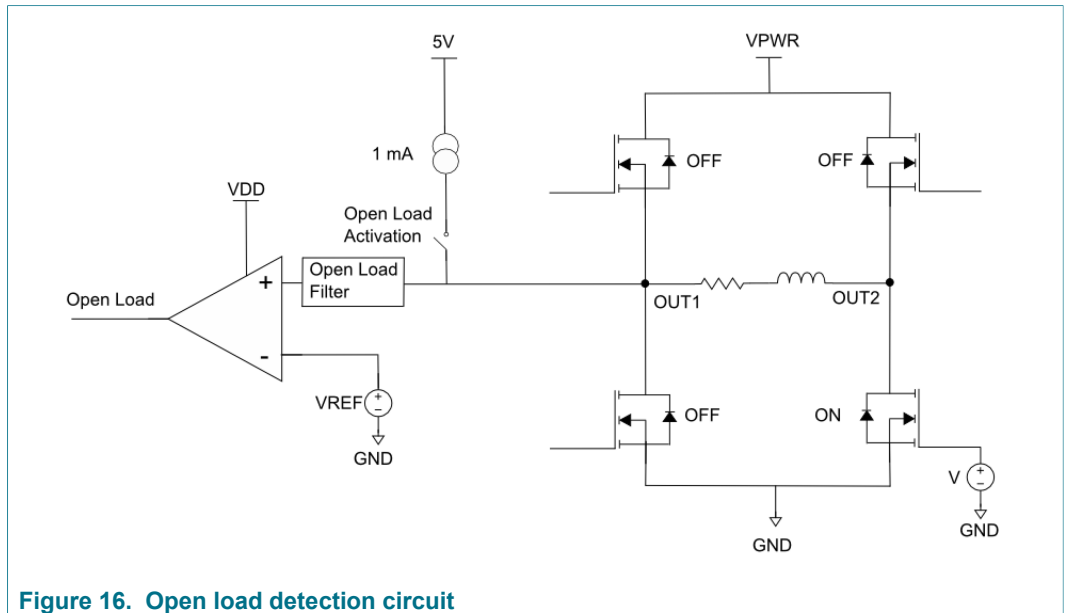 5V
VPWR
1 mA
OFF
OFF
VDD
Open Load
Activation
Open Load
Filter
+
Open Load
OUT1
OUT2
-
VREF
+
−
GND
OFF
ON
V
+
−
GND
GND
Figure 16. Open load detection circuit